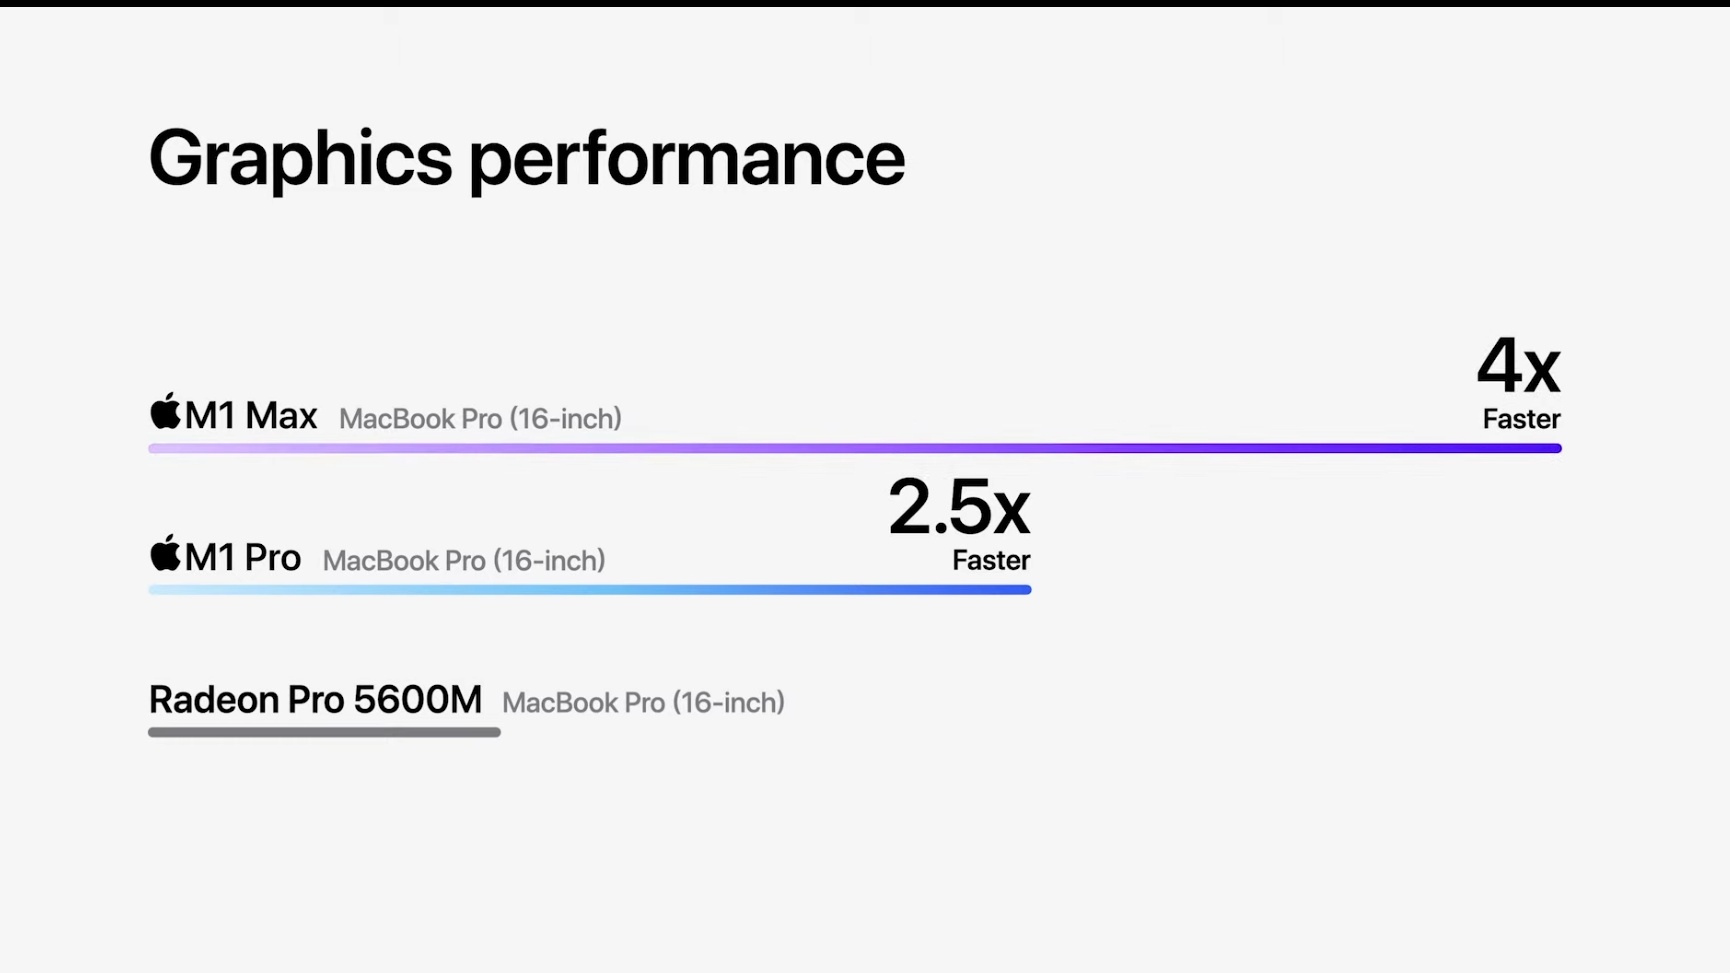 Graphics performance
4x
Faster
M1 Max MacBook Pro (16-inch)
2.5x
Faster
M1 Pro MacBook Pro (16-inch)
Radeon Pro 5600M MacBook Pro (16-inch)